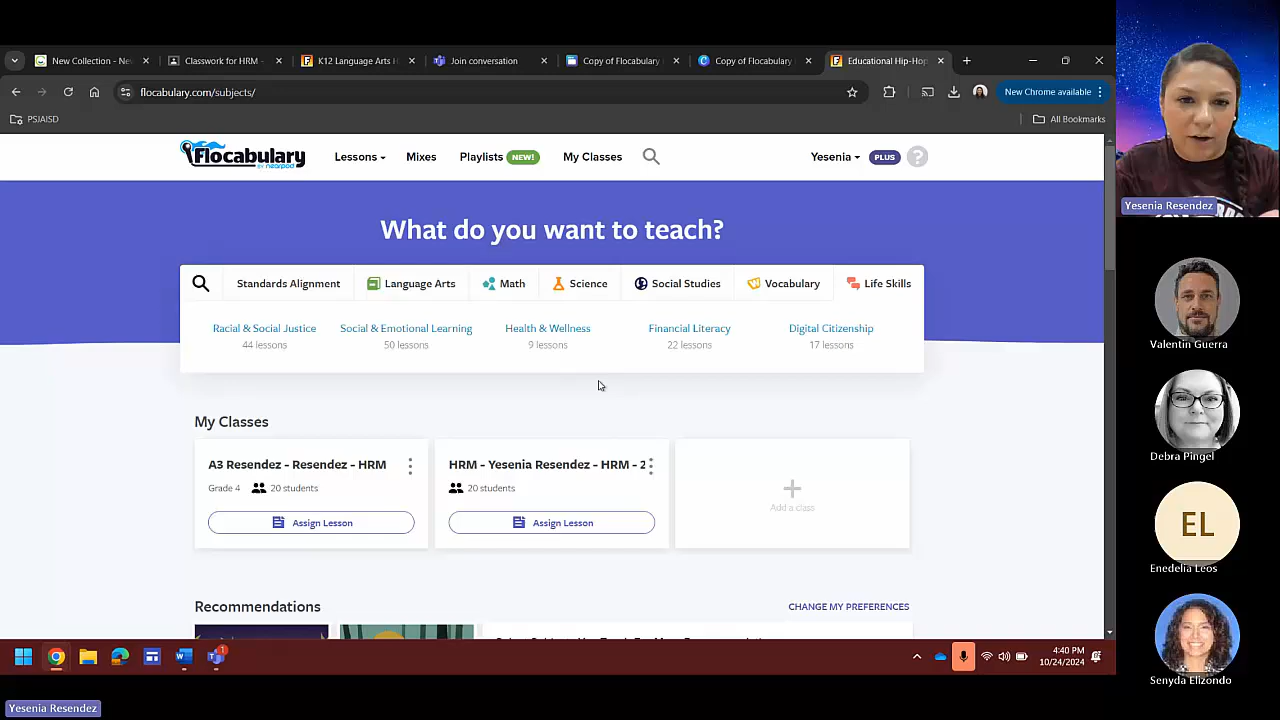 New Collection - Ne
Classwork for HRM -
K12 Language Arts H
Join conversation
Copy of Flocabulary
Copy of Flocabulary
Educational Hip-Hop
flocabulary.com/subjects/
New Chrome available
PSJAISD
All Bookmarks
Flocabulary
BY nearpod
Lessons
Mixes
Playlists NEW!
My Classes
Yesenia
PLUS
?
What do you want to teach?
Standards Alignment
Language Arts
Math
Science
Social Studies
Vocabulary
Life Skills
Racial & Social Justice
Social & Emotional Learning
Health & Wellness
Financial Literacy
Digital Citizenship
44 lessons
50 lessons
9 lessons
22 lessons
17 lessons
My Classes
A3 Resendez - Resendez - HRM
Grade 4 20 students
Assign Lesson
HRM - Yesenia Resendez - HRM - 2
20 students
Assign Lesson
Add a class
Recommendations
CHANGE MY PREFERENCES
4:40 PM
10/24/2024
Yesenia Resendez
Valentin Guerra
Debra Pingel
EL
Enedelia Leos
Senyda Elizondo
Yesenia Resendez